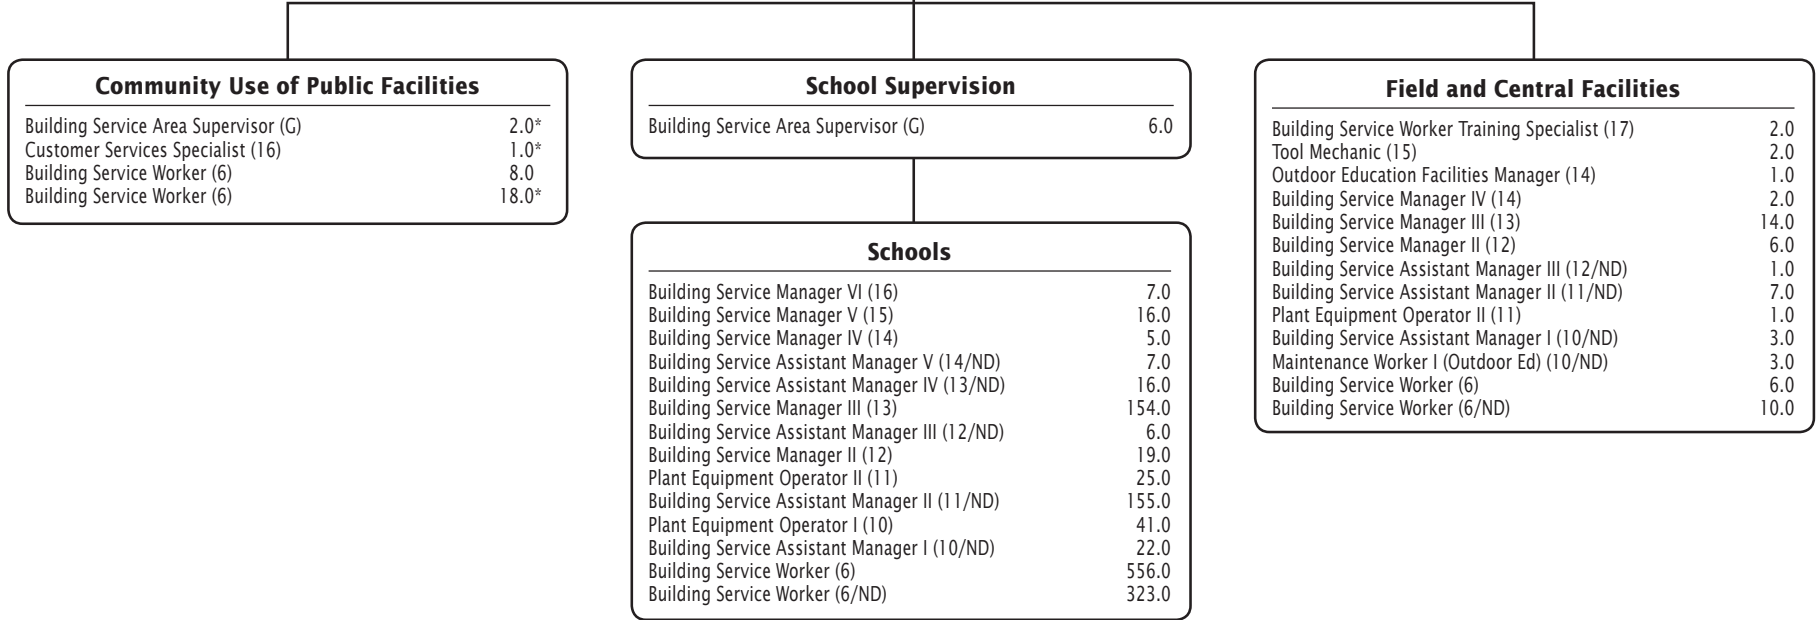 Community Use of Public Facilities
Building Service Area Supervisor (G) 2.0*
Customer Services Specialist (16) 1.0*
Building Service Worker (6) 8.0
Building Service Worker (6) 18.0*
School Supervision
Building Service Area Supervisor (G) 6.0
Schools
Building Service Manager VI (16) 7.0
Building Service Manager V (15) 16.0
Building Service Manager IV (14) 5.0
Building Service Assistant Manager V (14/ND) 7.0
Building Service Assistant Manager IV (13/ND) 16.0
Building Service Manager III (13) 154.0
Building Service Assistant Manager III (12/ND) 6.0
Building Service Manager II (12) 19.0
Plant Equipment Operator II (11) 25.0
Building Service Assistant Manager II (11/ND) 155.0
Plant Equipment Operator I (10) 41.0
Building Service Assistant Manager I (10/ND) 22.0
Building Service Worker (6) 556.0
Building Service Worker (6/ND) 323.0
Field and Central Facilities
Building Service Worker Training Specialist (17) 2.0
Tool Mechanic (15) 2.0
Outdoor Education Facilities Manager (14) 1.0
Building Service Manager IV (14) 2.0
Building Service Manager III (13) 14.0
Building Service Manager II (12) 6.0
Building Service Assistant Manager III (12/ND) 1.0
Building Service Assistant Manager II (11/ND) 7.0
Plant Equipment Operator II (11) 1.0
Building Service Assistant Manager I (10/ND) 3.0
Maintenance Worker I (Outdoor Ed) (10/ND) 3.0
Building Service Worker (6) 6.0
Building Service Worker (6/ND) 10.0